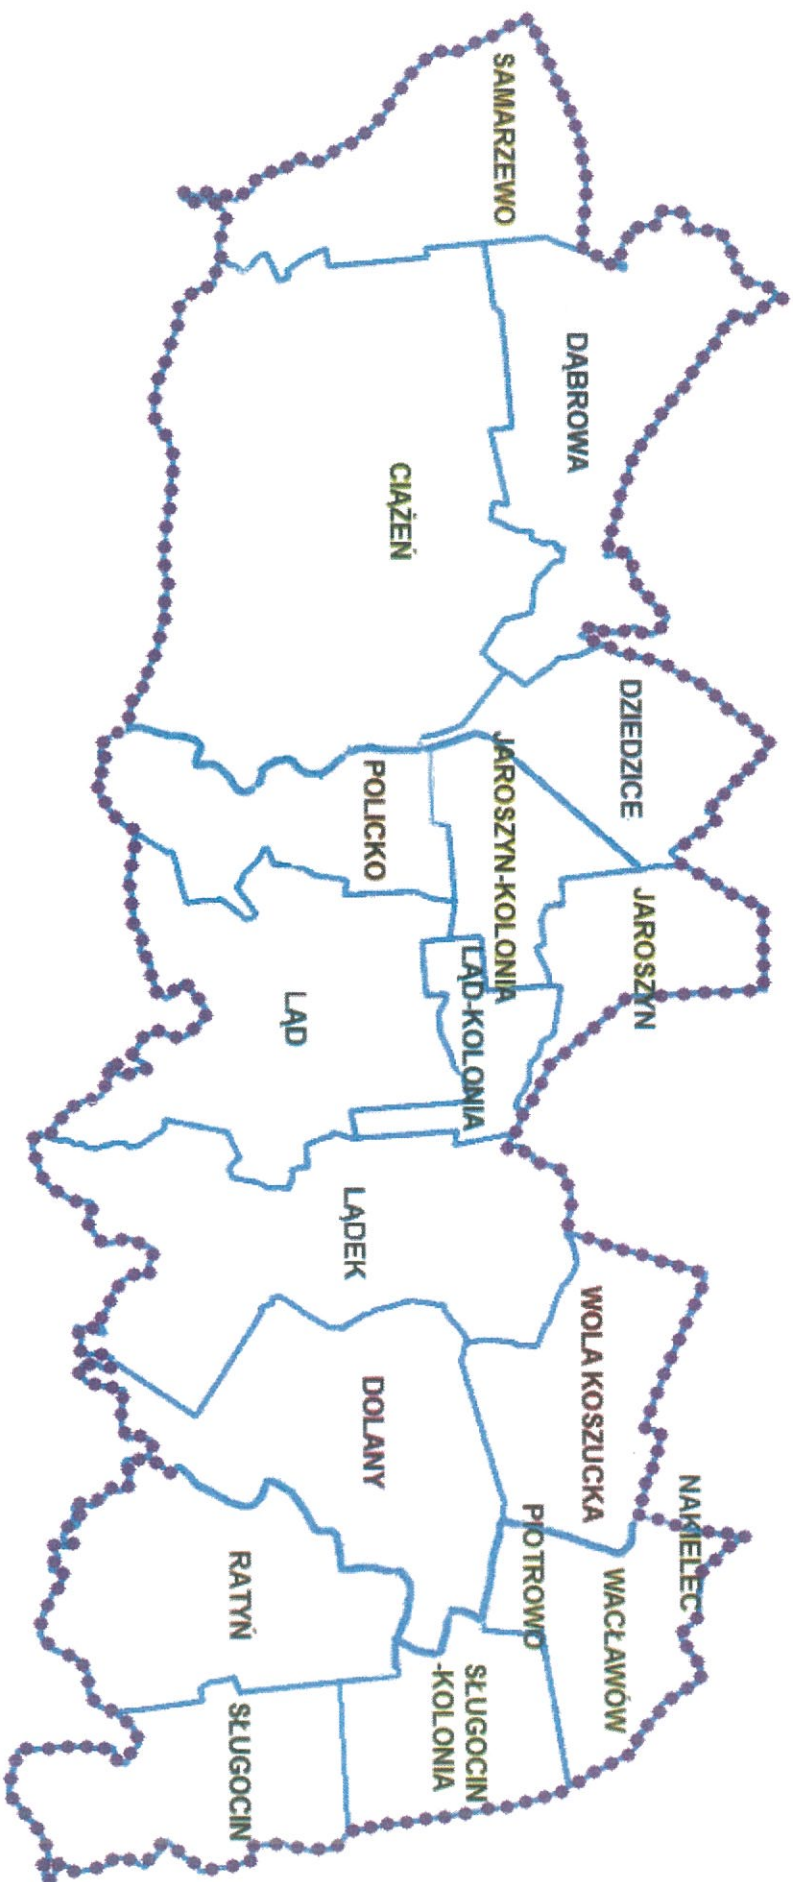 SAMARZEWO
DĄBROWA
CIĄŻEŃ
DZIEDZICE
JAROSZYN-KOLONIA
POLICKO
JAROSZYN
LĄD-KOLONIA
LĄD
LĄDEK
WOLA KOSZUCKA
DOLANY
NAKIELEC
PIOTROWO
WACŁAWÓW
RATYŃ
SŁUGOCIN
-KOLONIA
SŁUGOCIN